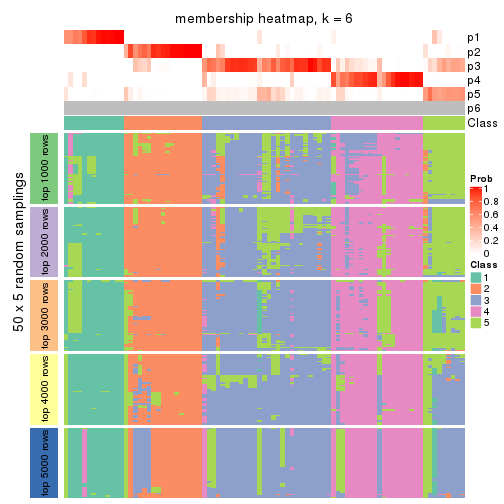 membership heatmap, k = 6
p1
p2
p3
p4
p5
p6
Class
50 x 5 random samplings
top 1000 rows
top 2000 rows
top 3000 rows
top 4000 rows
top 5000 rows
Prob
1
0.8
0.6
0.4
0.2
0
Class
1
2
3
4
5